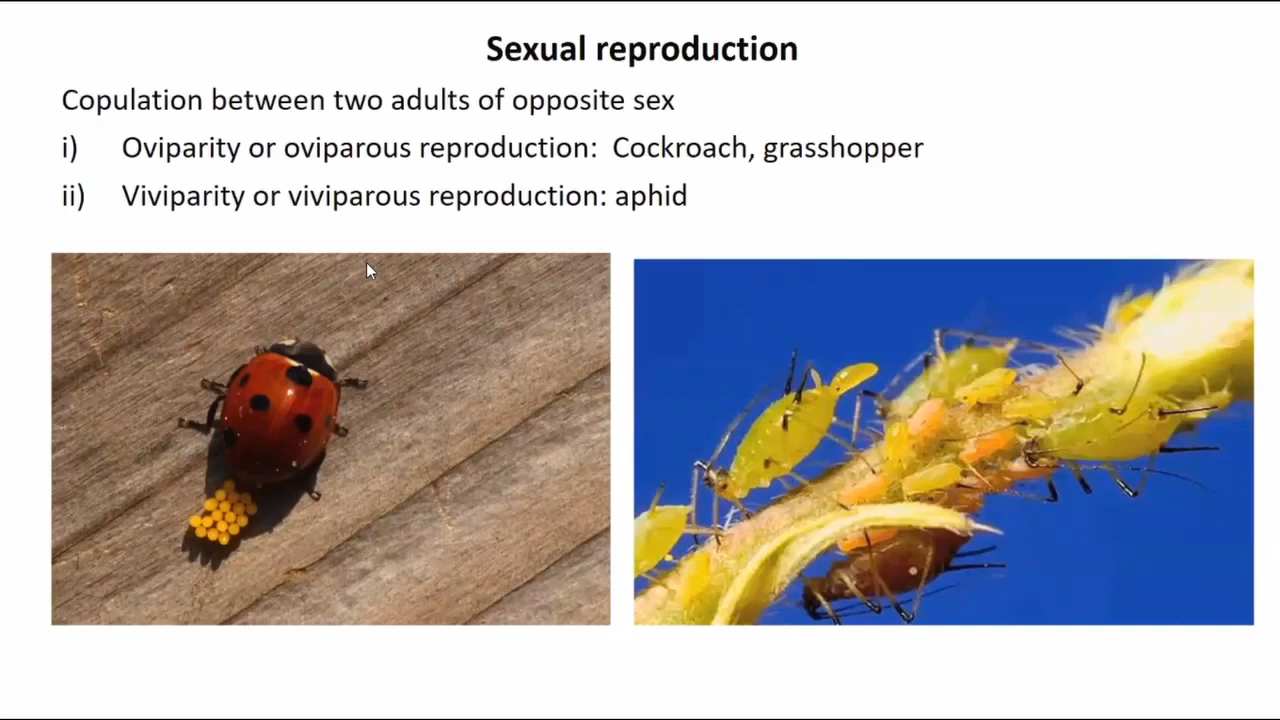 Sexual reproduction
Copulation between two adults of opposite sex
i) Oviparity or oviparous reproduction: Cockroach, grasshopper
ii) Viviparity or viviparous reproduction: aphid